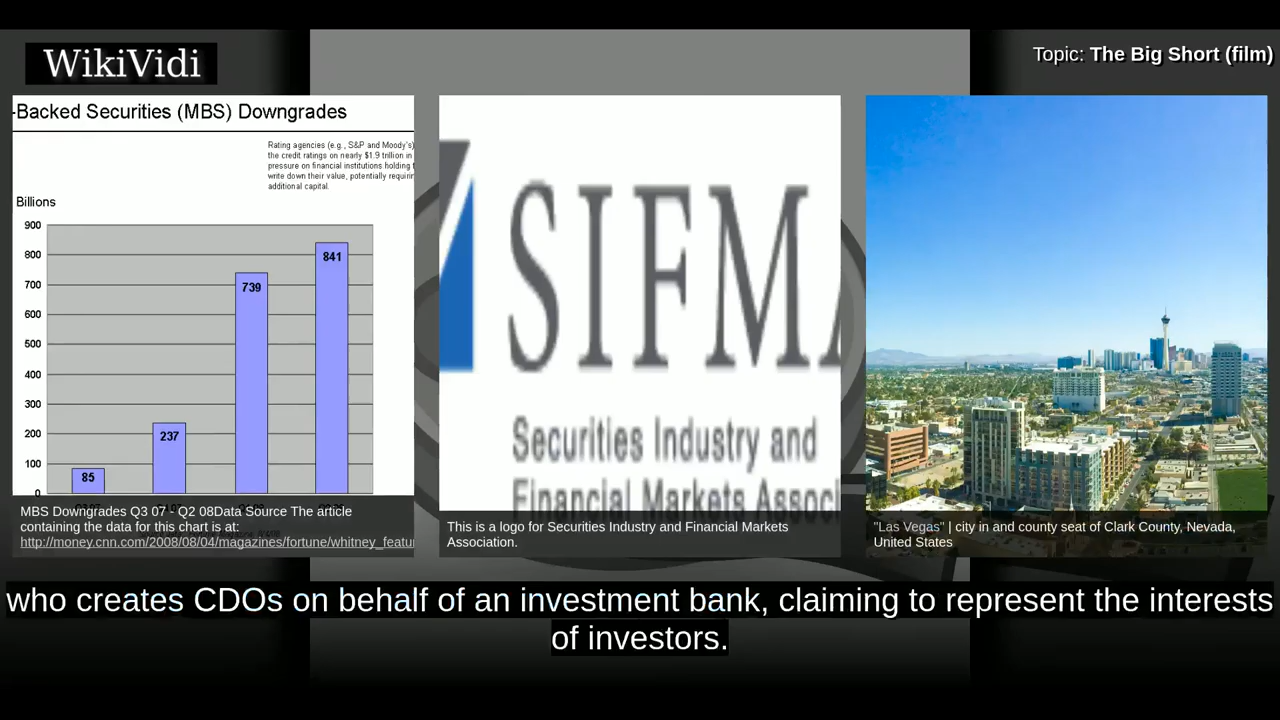 WikiVidi
Topic: The Big Short (film)
-Backed Securities (MBS) Downgrades
Rating agencies (e.g., S&P and Moody's)
the credit ratings on nearly $1.9 trillion in
pressure on financial institutions holding
write down their value, potentially requirin
additional capital.
Billions
900
800
700
600
500
400
300
200
100
0
85
237
739
841
MBS Downgrades Q3 07 - Q2 08Data Source The article
containing the data for this chart is at:
http://money.cnn.com/2008/08/04/magazines/fortune/whitney_featur
SIFMA
Securities Industry and
Financial Markets Associ
This is a logo for Securities Industry and Financial Markets
Association.
"Las Vegas" | city in and county seat of Clark County, Nevada,
United States
who creates CDOs on behalf of an investment bank, claiming to represent the interests
of investors.